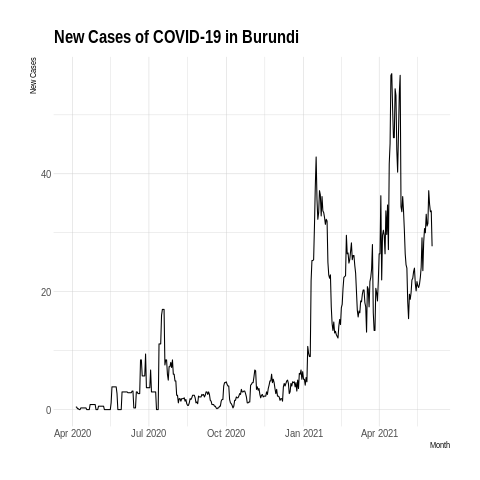 New Cases of COVID-19 in Burundi
New Cases
40
20
0
Apr 2020
Jul 2020
Oct 2020
Jan 2021
Apr 2021
Month